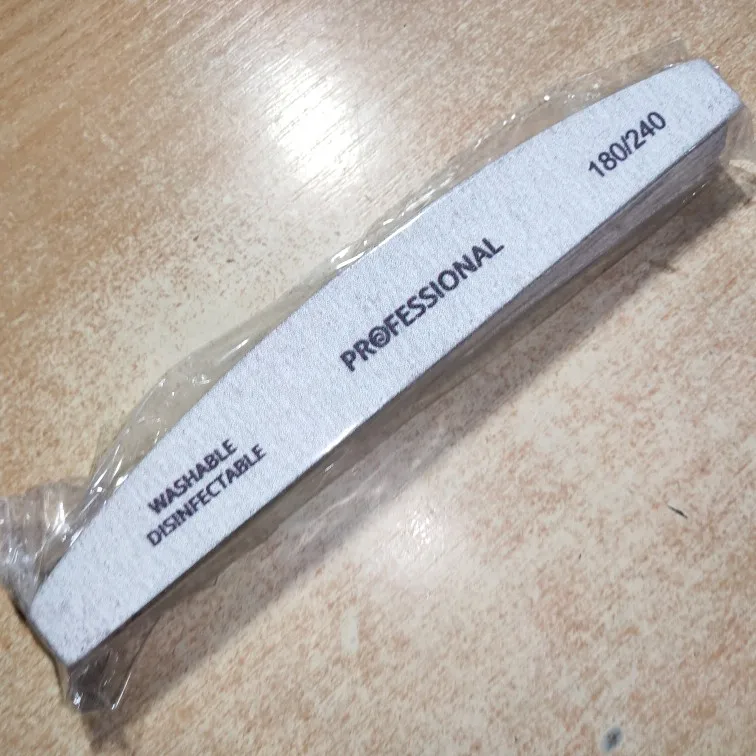 180/240
PROFESSIONAL
WASHABLE
DISINFECTABLE